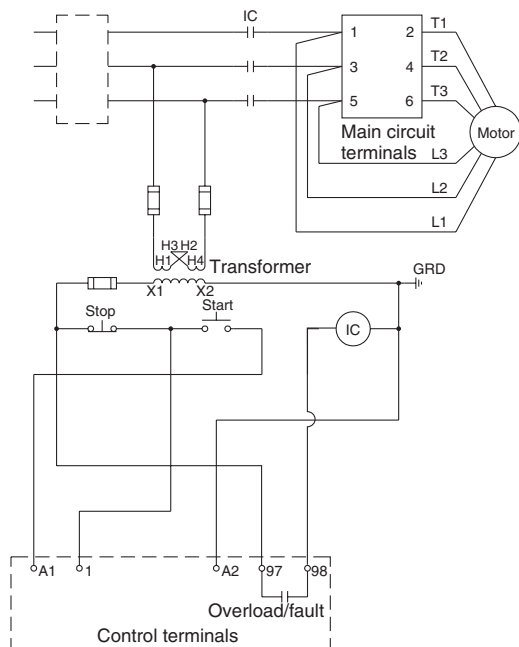 IC
1 2 T1
3 4 T2
5 6 T3
Main circuit
terminals
Motor
L3
L2
L1
H3 H2
H1 H4
Transformer
X1 X2
GRD
Stop
Start
IC
A1 1 A2 97 98
Overload/fault
Control terminals